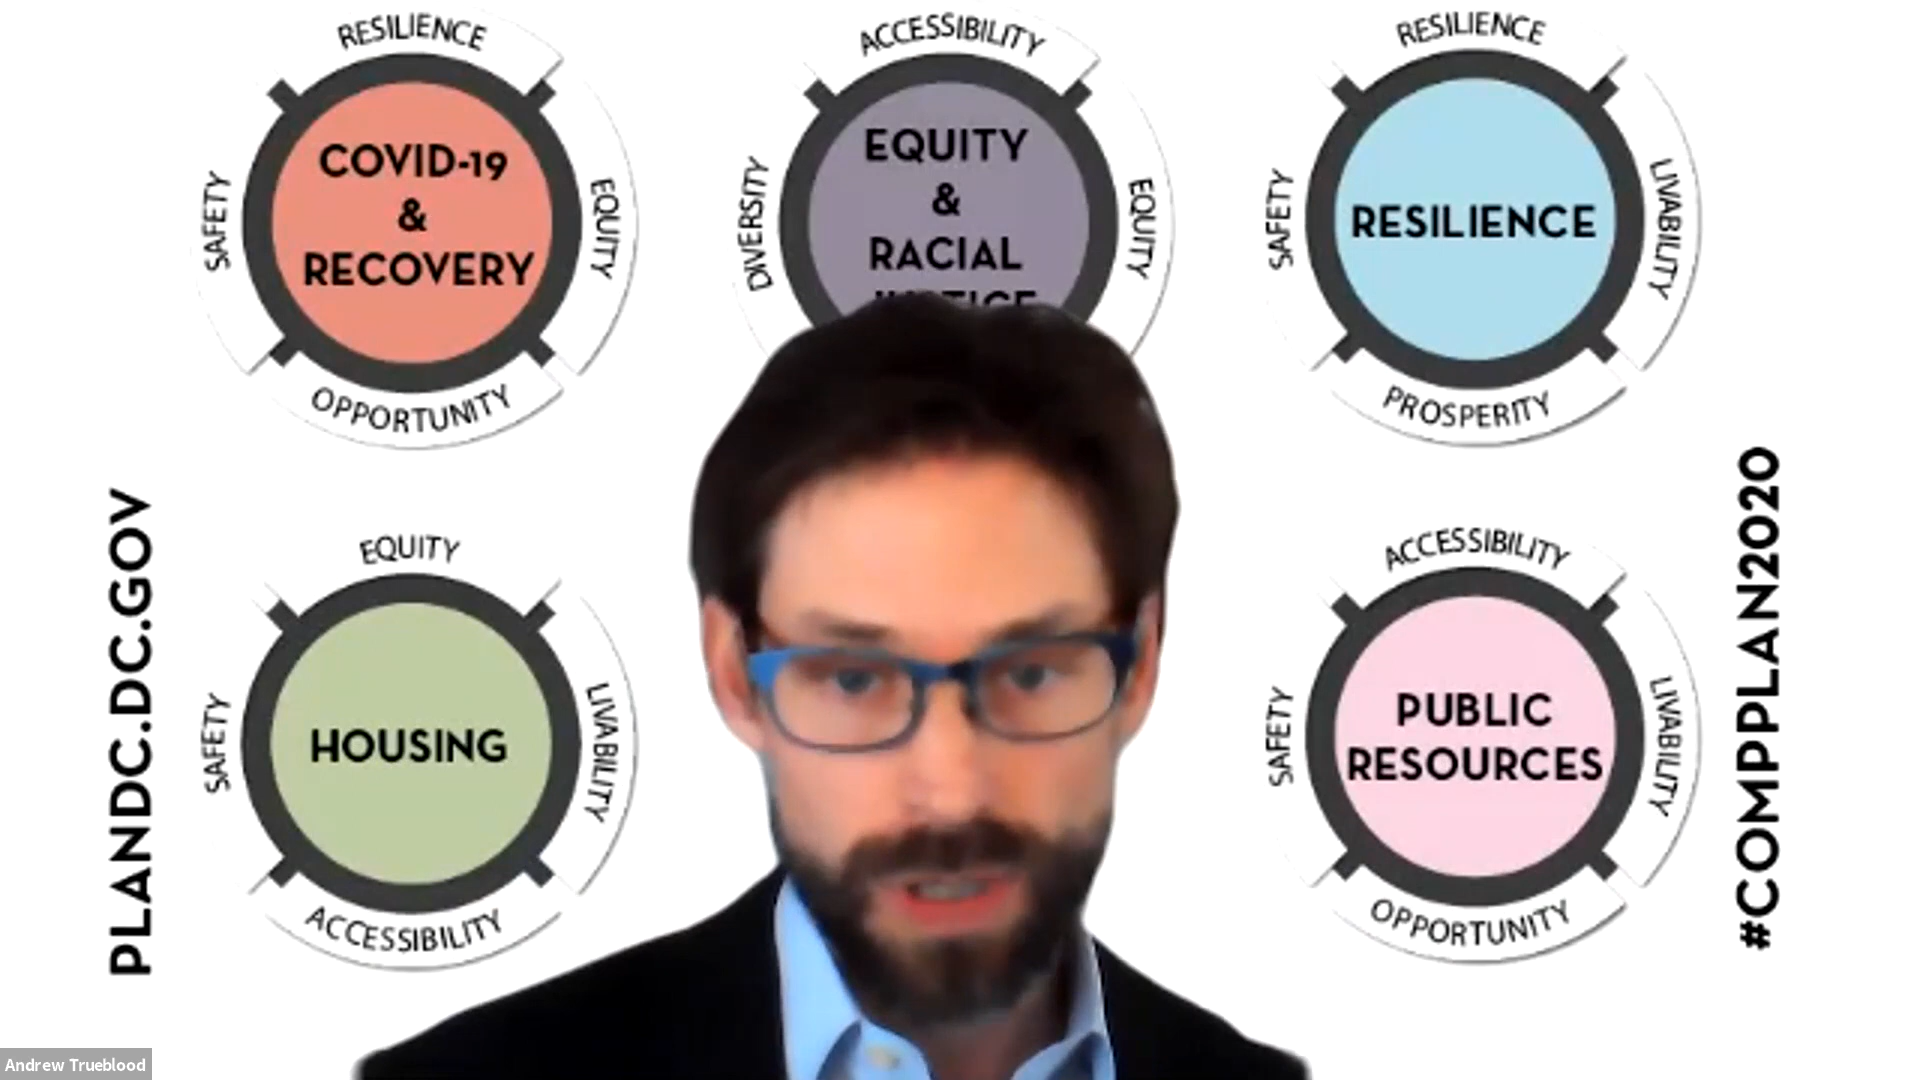 RESILIENCE
SAFETY
COVID-19
&
RECOVERY
EQUITY
OPPORTUNITY
ACCESSIBILITY
DIVERSITY
EQUITY
&
RACIAL
EQUITY
RESILIENCE
SAFETY
RESILIENCE
LIVABILITY
PROSPERITY
PLANDC.DC.GOV
EQUITY
SAFETY
HOUSING
LIVABILITY
ACCESSIBILITY
ACCESSIBILITY
SAFETY
PUBLIC
RESOURCES
LIVABILITY
OPPORTUNITY
#COMPPLAN2020
Andrew Trueblood